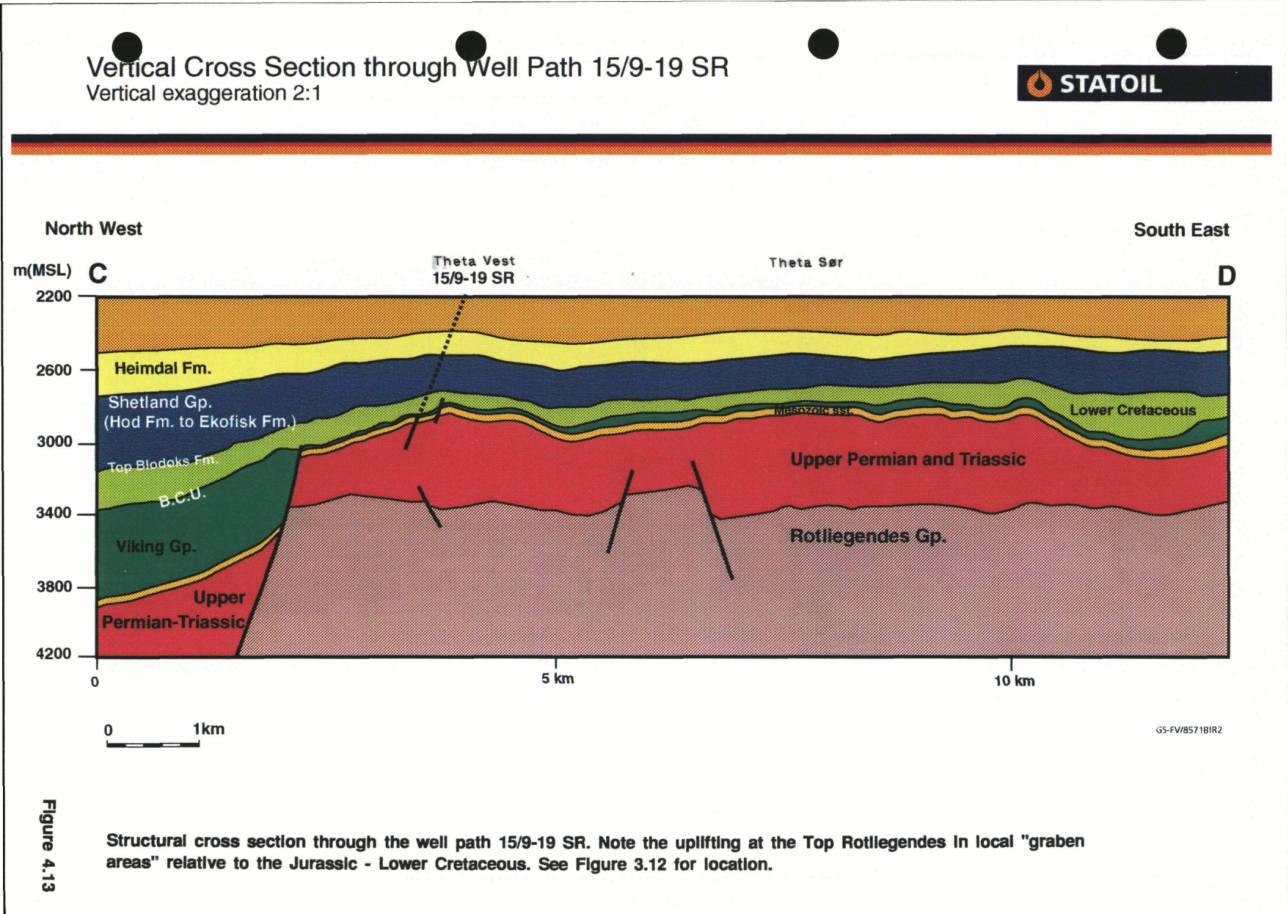 Vertical Cross Section through Well Path 15/9-19 SR
Vertical exaggeration 2:1
STATOIL
North West
South East
m(MSL)
C
Theta Vest
15/9-19 SR
Theta Sør
D
2200
2600
3000
3400
3800
4200
Heimdal Fm.
Shetland Gp.
(Hod Fm. to Ekofisk Fm.)
Top Blodøks Fm.
B.C.U.
Viking Gp.
Upper
Permian-Triassic
Mesozoic sst.
Lower Cretaceous
Upper Permian and Triassic
Rotliegendes Gp.
0
5 km
10 km
0
1km
GS-FV/8571BIR2
Figure 4.13
Structural cross section through the well path 15/9-19 SR. Note the uplifting at the Top Rotliegendes in local "graben
areas" relative to the Jurassic - Lower Cretaceous. See Figure 3.12 for location.